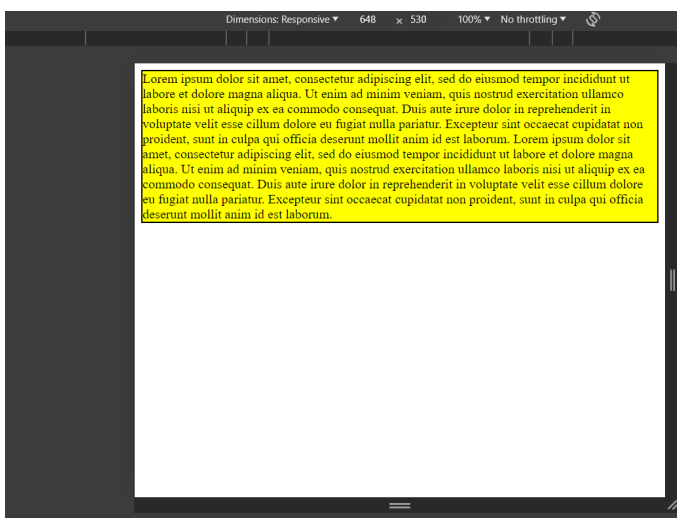 Dimensions: Responsive ▼ 648 × 530 100% ▼ No throttling ▼
Lorem ipsum dolor sit amet, consectetur adipiscing elit, sed do eiusmod tempor incididunt ut
labore et dolore magna aliqua. Ut enim ad minim veniam, quis nostrud exercitation ullamco
laboris nisi ut aliquip ex ea commodo consequat. Duis aute irure dolor in reprehenderit in
voluptate velit esse cillum dolore eu fugiat nulla pariatur. Excepteur sint occaecat cupidatat non
proident, sunt in culpa qui officia deserunt mollit anim id est laborum. Lorem ipsum dolor sit
amet, consectetur adipiscing elit, sed do eiusmod tempor incididunt ut labore et dolore magna
aliqua. Ut enim ad minim veniam, quis nostrud exercitation ullamco laboris nisi ut aliquip ex ea
commodo consequat. Duis aute irure dolor in reprehenderit in voluptate velit esse cillum dolore
eu fugiat nulla pariatur. Excepteur sint occaecat cupidatat non proident, sunt in culpa qui officia
deserunt mollit anim id est laborum.